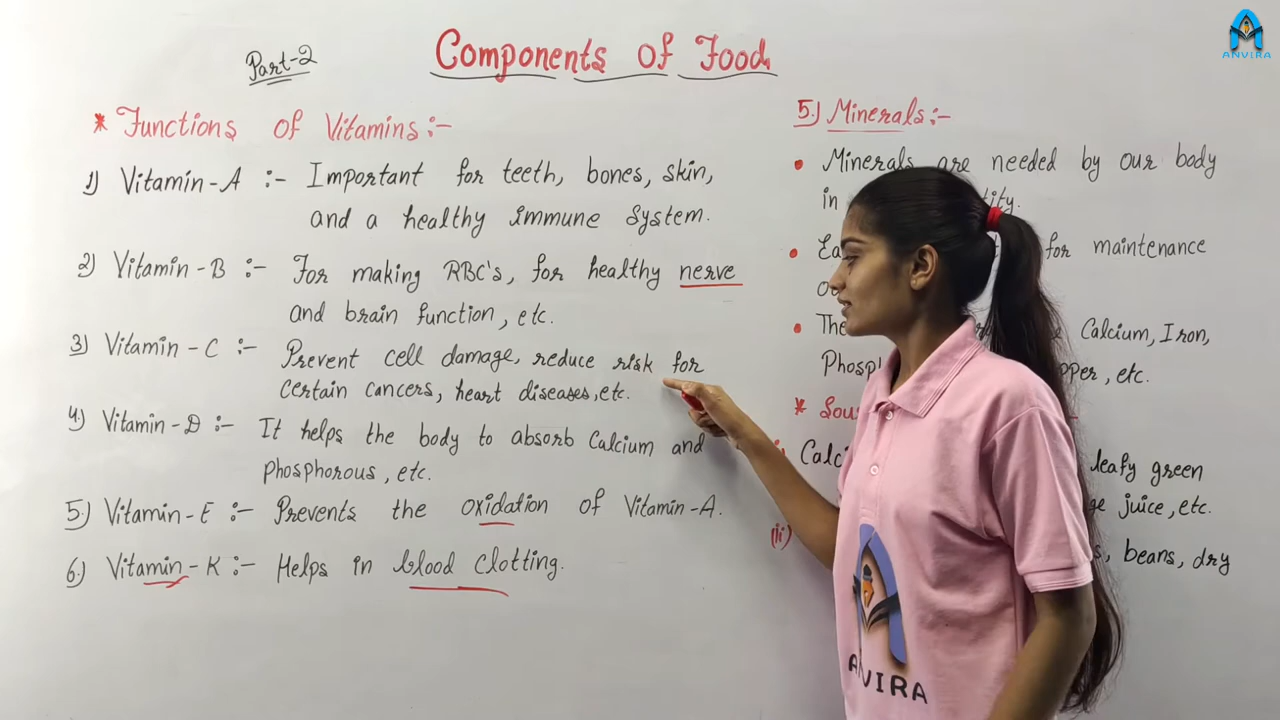 Part-2
Components of Food
* Functions of Vitamins :-
1) Vitamin-A :- Important for teeth, bones, skin,
and a healthy immune system.
2) Vitamin-B :- For making RBC's, for healthy nerve
and brain function, etc.
3) Vitamin-C :- Prevent cell damage, reduce risk for
certain cancers, heart diseases, etc.
4.) Vitamin-D :- It helps the body to absorb Calcium and
phosphorous, etc.
5.) Vitamin-E :- Prevents the oxidation of Vitamin-A.
6.) Vitamin-K :- Helps in blood clotting.
5.) Minerals :-
• Minerals are needed by our body
in
• for maintenance
• The Calcium, Iron,
etc.
*
leafy green
juice, etc.
(ii) beans, dry
ANVIRA
ANVIRA